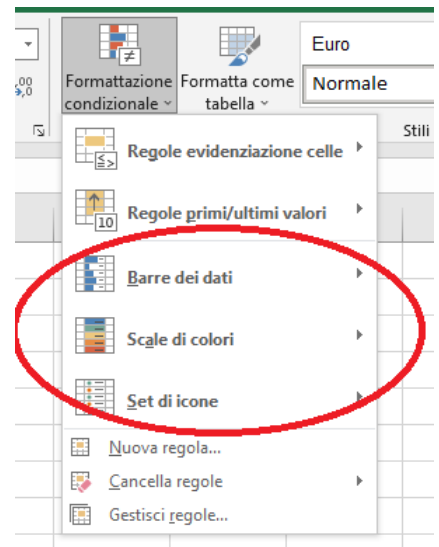 Euro
,00
,0
Formattazione condizionale
Formatta come tabella
Normale
Stili
Regole evidenziazione celle
10 Regole primi/ultimi valori
Barre dei dati
Scale di colori
Set di icone
Nuova regola...
Cancella regole
Gestisci regole...